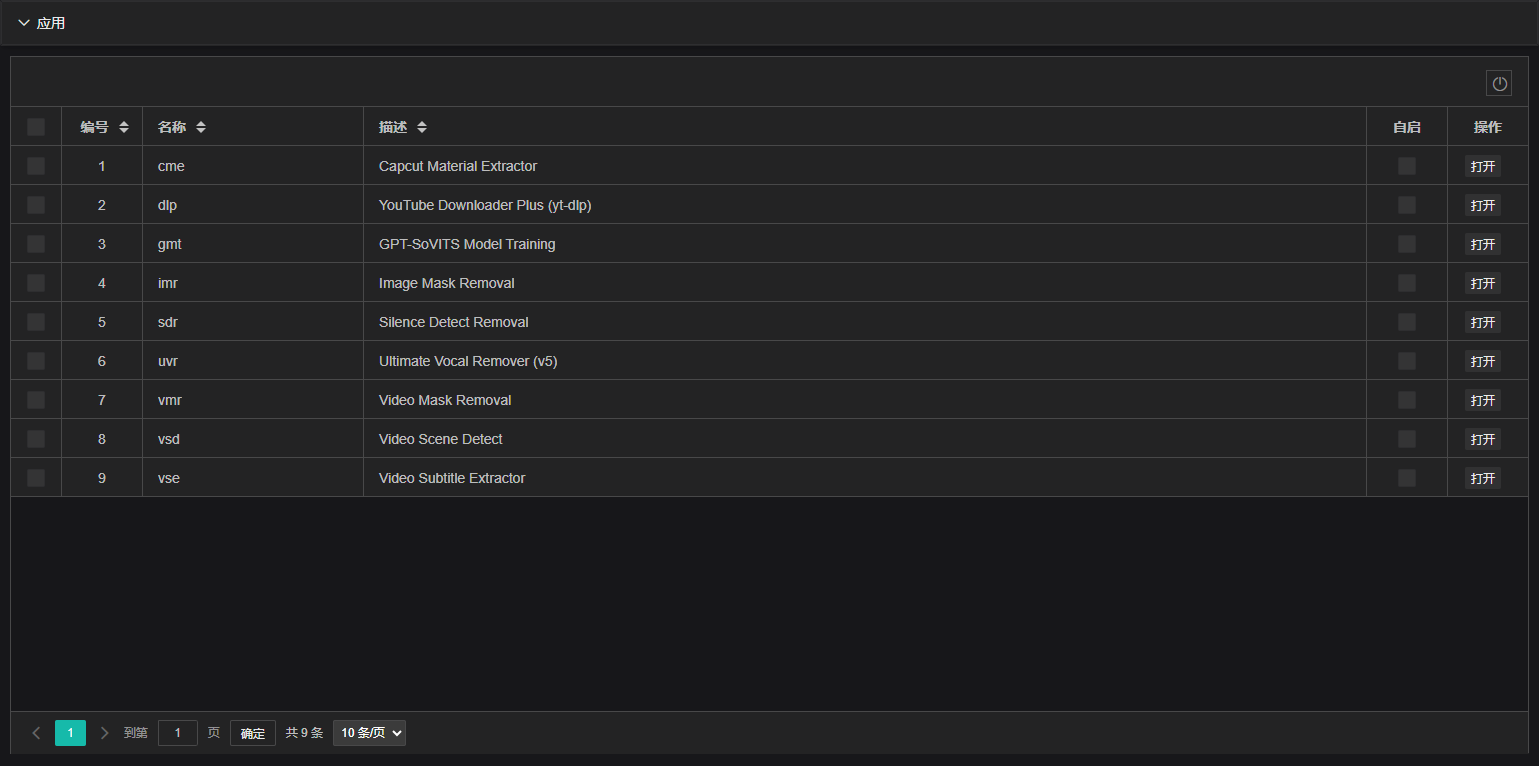 应用
编号 名称 描述 自启 操作
1 cme Capcut Material Extractor 打开
2 dlp YouTube Downloader Plus (yt-dlp) 打开
3 gmt GPT-SoVITS Model Training 打开
4 imr Image Mask Removal 打开
5 sdr Silence Detect Removal 打开
6 uvr Ultimate Vocal Remover (v5) 打开
7 vmr Video Mask Removal 打开
8 vsd Video Scene Detect 打开
9 vse Video Subtitle Extractor 打开
1 到第 1 页 确定 共 9 条 10 条/页